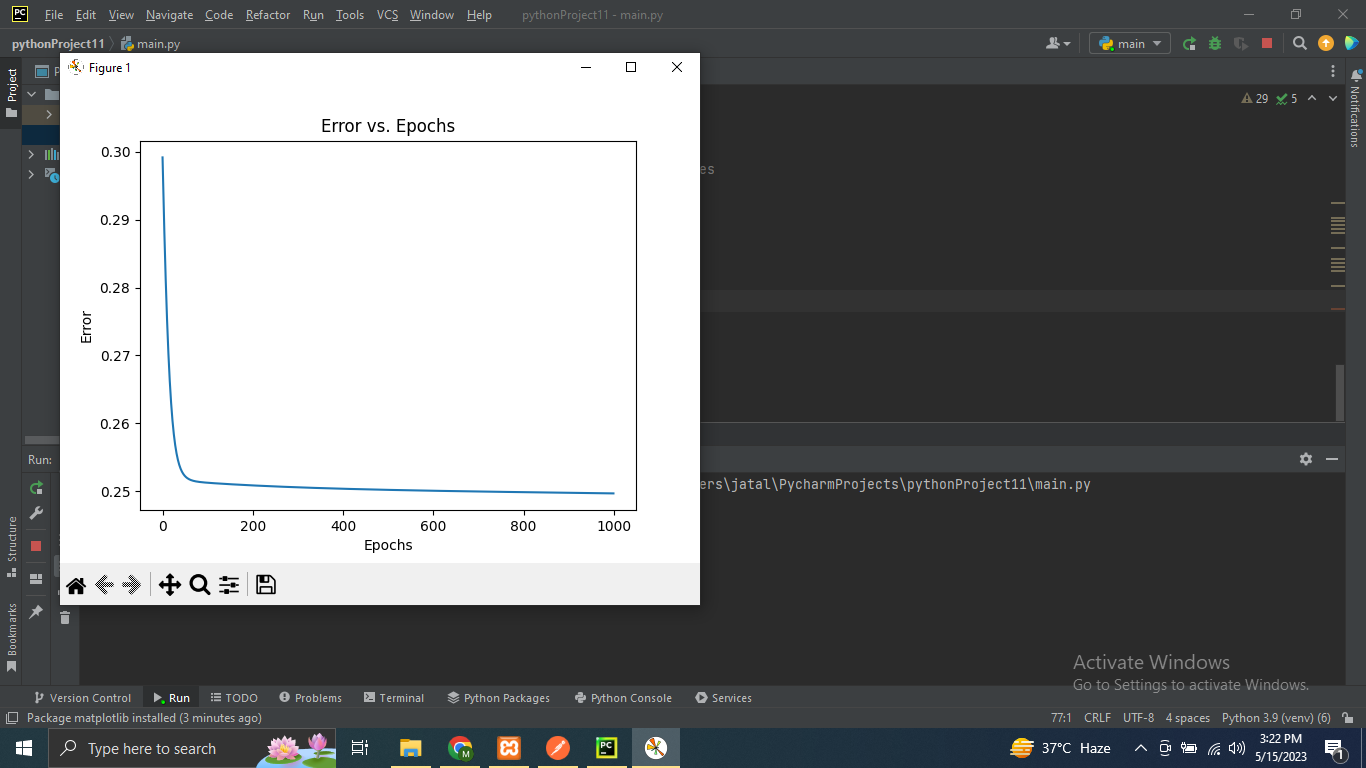 PC File Edit View Navigate Code Refactor Run Tools VCS Window Help pythonProject11 - main.py
pythonProject11 main.py main
Project
Figure 1
29 5
Notifications
Error vs. Epochs
es
0.30
0.29
0.28
0.27
0.26
0.25
Error
0 200 400 600 800 1000
Epochs
Run:
ers\jatal\PycharmProjects\pythonProject11\main.py
Structure
Bookmarks
Activate Windows
Go to Settings to activate Windows.
Version Control Run TODO Problems Terminal Python Packages Python Console Services
Package matplotlib installed (3 minutes ago) 77:1 CRLF UTF-8 4 spaces Python 3.9 (venv) (6)
Type here to search M PC 37°C Haze 3:22 PM
5/15/2023 1